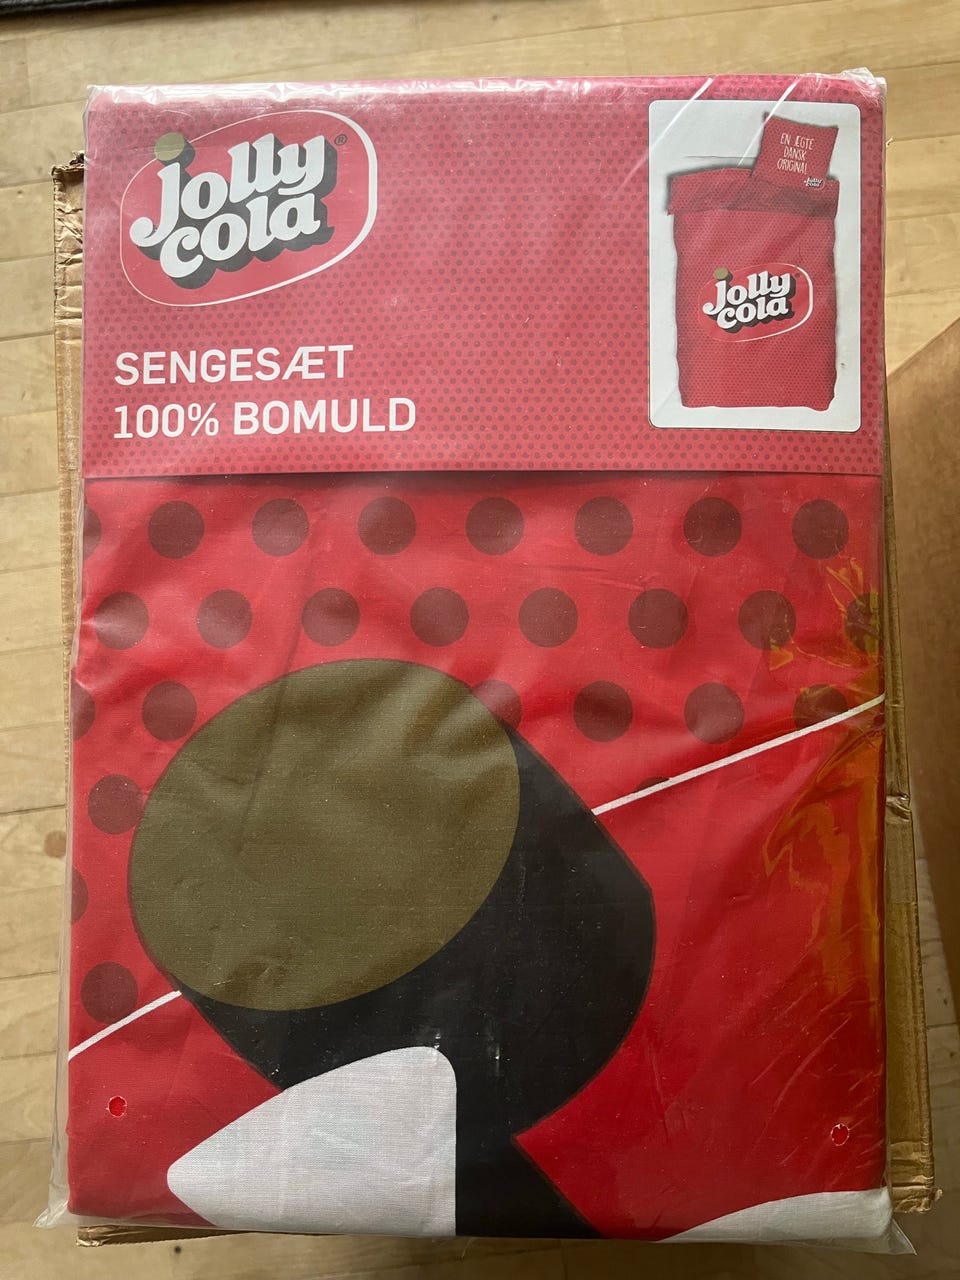 jolly®
cola
EN ÆGTE
DANSK
ORIGINAL
jolly
cola
jolly
cola
SENGESÆT
100% BOMULD